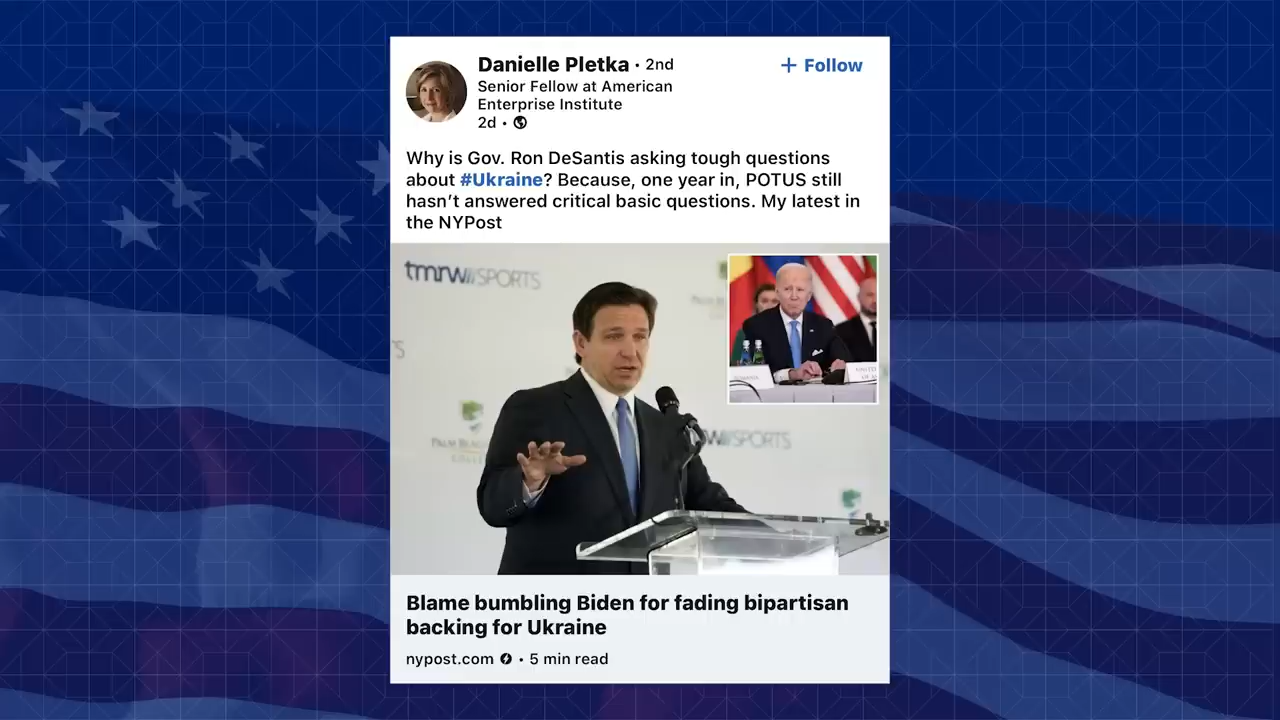 Danielle Pletka • 2nd
+ Follow
Senior Fellow at American
Enterprise Institute
2d •
Why is Gov. Ron DeSantis asking tough questions
about #Ukraine? Because, one year in, POTUS still
hasn't answered critical basic questions. My latest in
the NYPost
tmrw//SPORTS
SPORTS
Blame bumbling Biden for fading bipartisan
backing for Ukraine
nypost.com • 5 min read